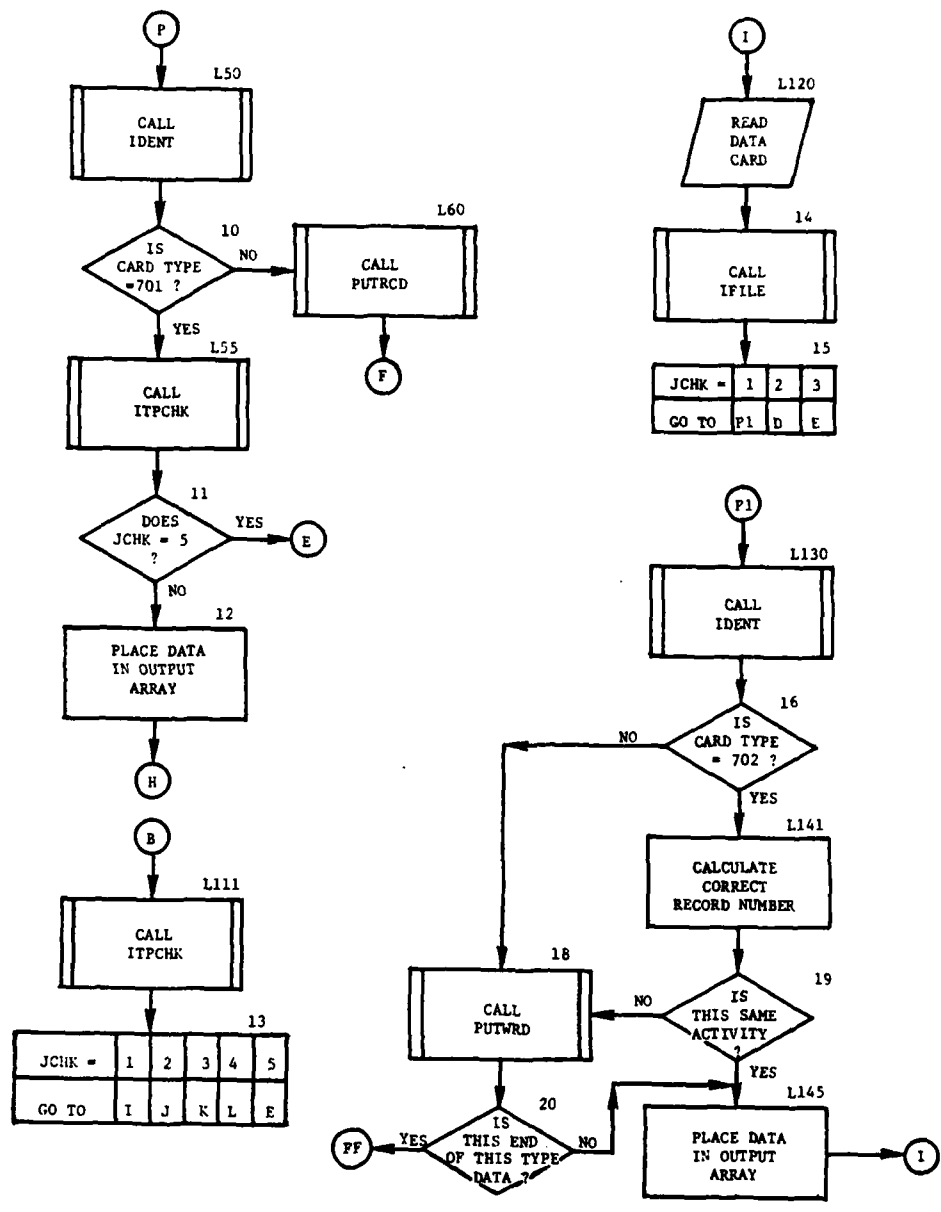 P
L50
CALL
IDENT
10
IS
CARD TYPE
=701 ?
NO
L60
CALL
PUTRCD
F
YES
L55
CALL
ITPCHK
11
DOES
JCHK = 5
?
YES
E
NO
12
PLACE DATA
IN OUTPUT
ARRAY
H
B
L111
CALL
ITPCHK
13
JCHK = 1 2 3 4 5
GO TO I J K L E
I
L120
READ
DATA
CARD
14
CALL
IFILE
15
JCHK = 1 2 3
GO TO P1 D E
P1
L130
CALL
IDENT
16
IS
CARD TYPE
= 702 ?
NO
YES
L141
CALCULATE
CORRECT
RECORD NUMBER
19
IS
THIS SAME
ACTIVITY
?
NO
YES
18
CALL
PUTWRD
20
IS
THIS END
OF THIS TYPE
DATA ?
YES
FF
NO
L145
PLACE DATA
IN OUTPUT
ARRAY
I